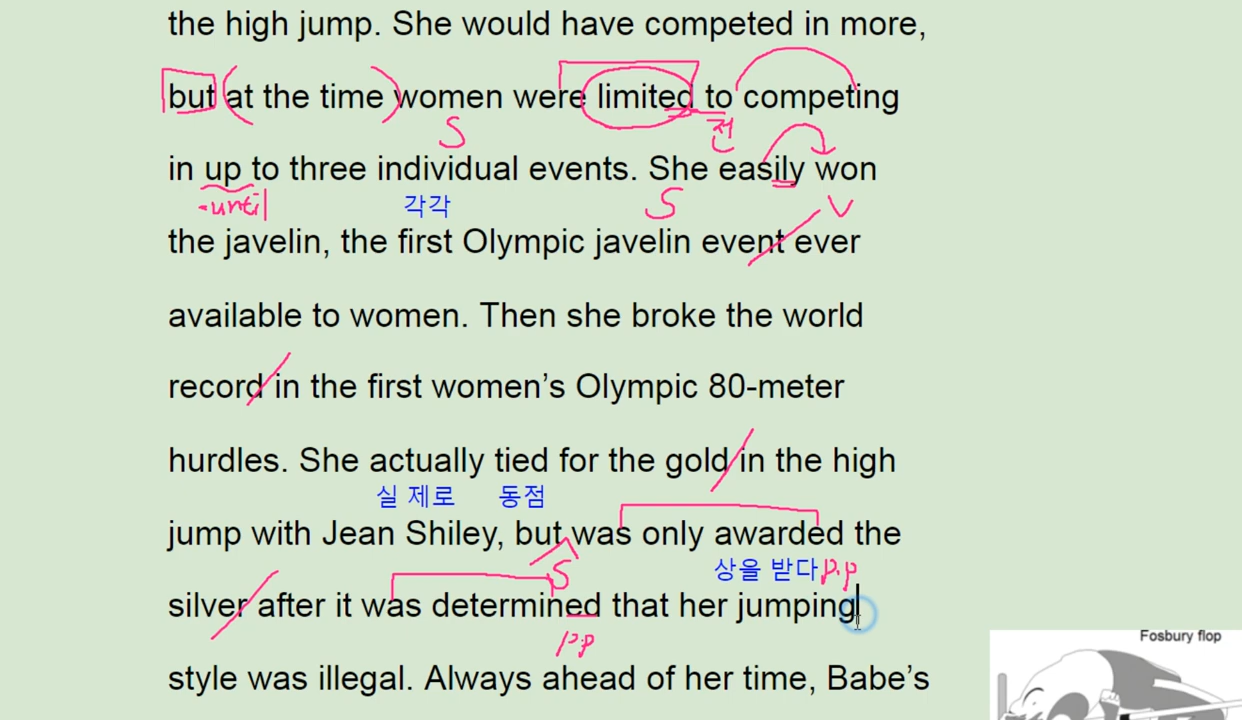 the high jump. She would have competed in more,
but at the time women were limited to competing
S 전
in up to three individual events. She easily won
-until 각각 S V
the javelin, the first Olympic javelin event ever
available to women. Then she broke the world
record in the first women's Olympic 80-meter
hurdles. She actually tied for the gold in the high
실 제로 동점
jump with Jean Shiley, but was only awarded the
S 상을 받다 p.p
silver after it was determined that her jumping
p.p
style was illegal. Always ahead of her time, Babe's
Fosbury flop